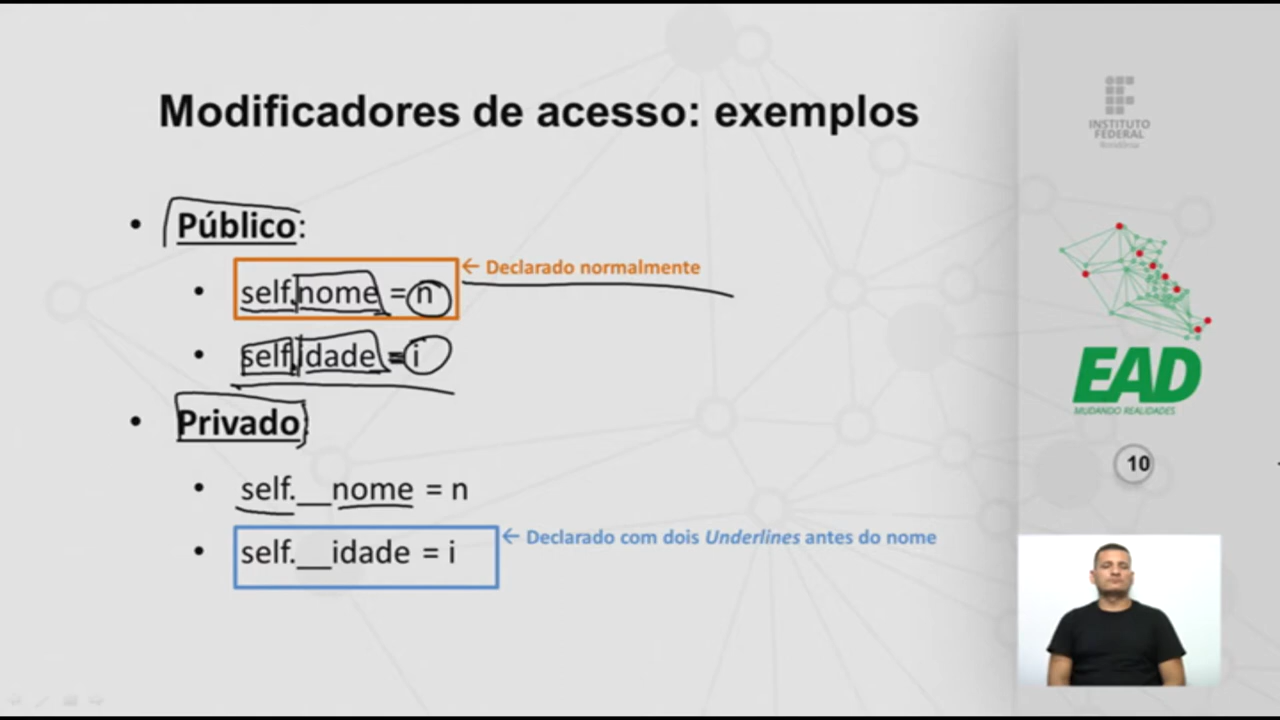 Modificadores de acesso: exemplos
INSTITUTO
FEDERAL
Rondônia
• Público:
← Declarado normalmente
• self.nome = n
• self.idade = i
EAD
MUDANDO REALIDADES
• Privado
10
• self.__nome = n
← Declarado com dois Underlines antes do nome
• self.__idade = i